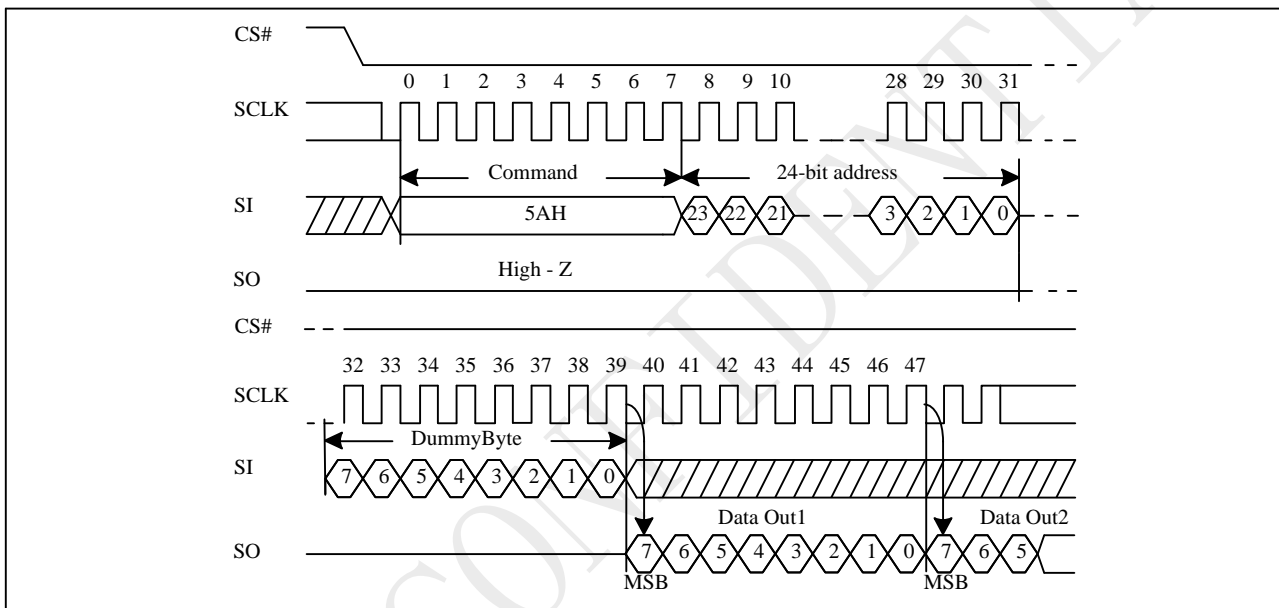 CS#
0 1 2 3 4 5 6 7 8 9 10 28 29 30 31
SCLK
Command 24-bit address
SI 5AH 23 22 21 3 2 1 0
High - Z
SO
CS#
32 33 34 35 36 37 38 39 40 41 42 43 44 45 46 47
SCLK
DummyByte
SI 7 6 5 4 3 2 1 0
Data Out1 Data Out2
SO 7 6 5 4 3 2 1 0 7 6 5
MSB MSB
CONFIDENTIA